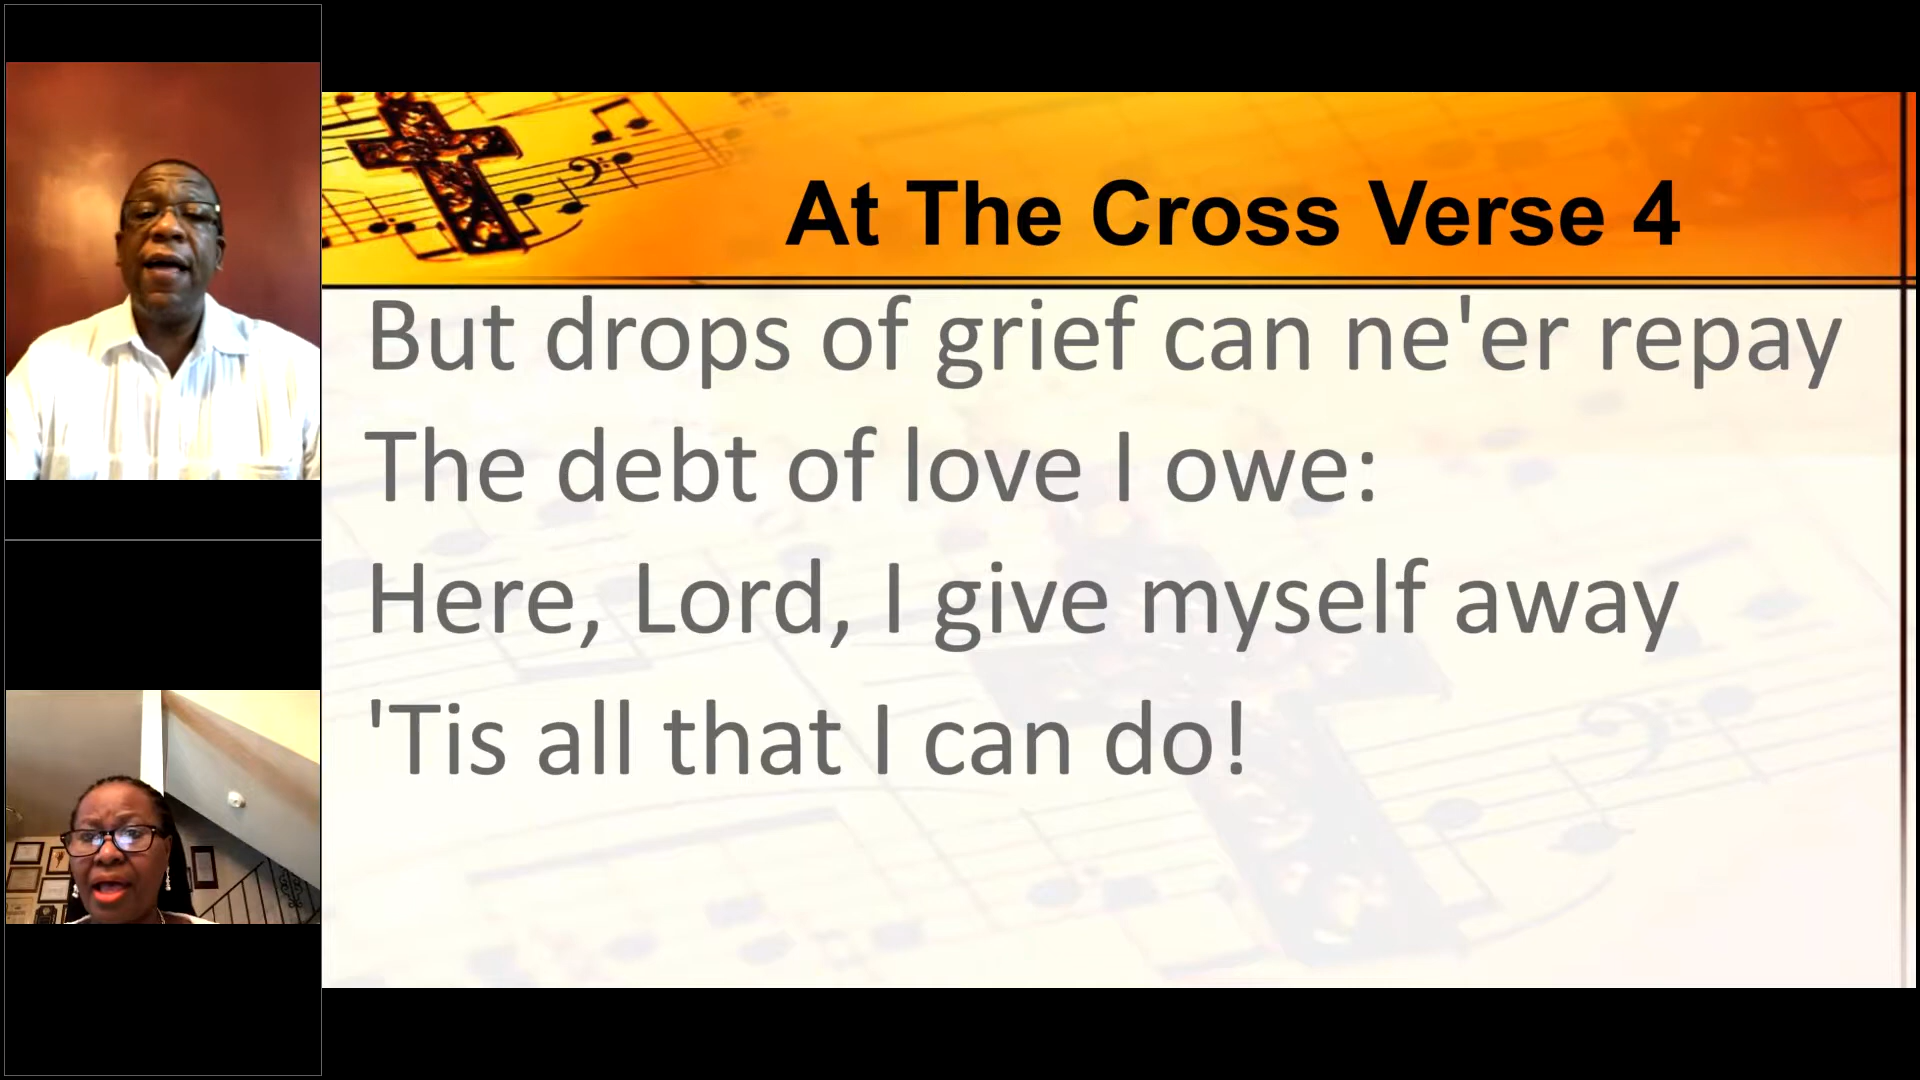 At The Cross Verse 4
But drops of grief can ne'er repay
The debt of love I owe:
Here, Lord, I give myself away
'Tis all that I can do!